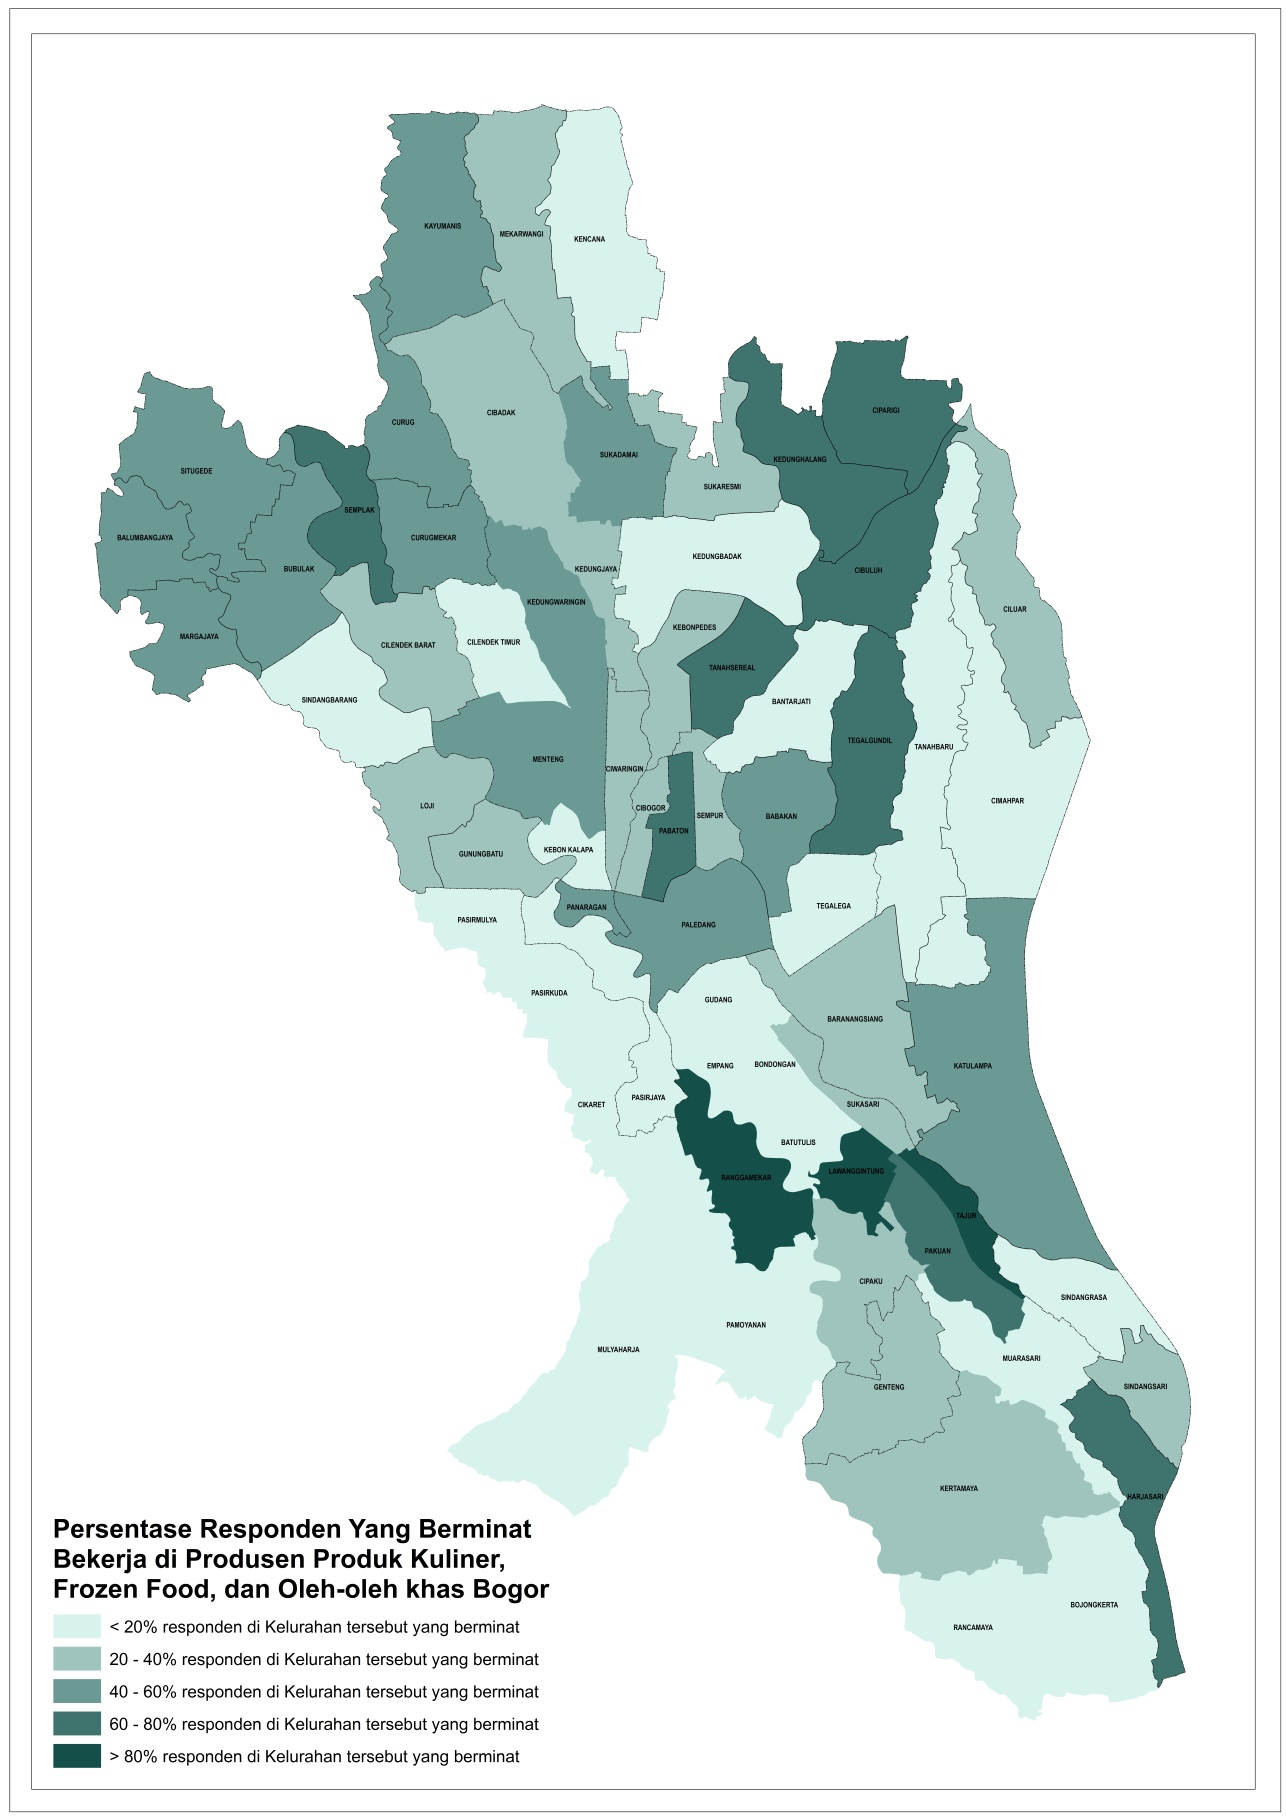 KAYUMANIS
MEKARWANGI
KENCANA
CIPARIGI
CIBADAK
CURUG
SUKADAMAI
KEDUNGHALANG
SITUGEDE
SUKARESMI
SEMPLAK
BALUMBANGJAYA
CURUGMEKAR
KEDUNGBADAK
BUBULAK
KEDUNGJAYA
CIBULUH
KEDUNGWARINGIN
CILUAR
KEBONPEDES
MARGAJAYA
CILENDEK BARAT
CILENDEK TIMUR
TANAHSEREAL
SINDANGBARANG
BANTARJATI
TEGALGUNDIL
TANAHBARU
MENTENG
CIWARINGIN
CIMAHPAR
LOJI
CIBOGOR
SEMPUR
BABAKAN
PABATON
KEBON KALAPA
GUNUNGBATU
TEGALEGA
PANARAGAN
PASIRMULYA
PALEDANG
PASIRKUDA
GUDANG
BARANANGSIANG
EMPANG
BONDONGAN
KATULAMPA
PASIRJAYA
CIKARET
SUKASARI
BATUTULIS
LAWANGGINTUNG
RANGGAMEKAR
TAJUR
PAKUAN
CIPAKU
SINDANGRASA
PAMOYANAN
MULYAHARJA
MUARASARI
GENTENG
SINDANGSARI
KERTAMAYA
HARJASARI
BOJONGKERTA
RANCAMAYA
Persentase Responden Yang Berminat
Bekerja di Produsen Produk Kuliner,
Frozen Food, dan Oleh-oleh khas Bogor
< 20% responden di Kelurahan tersebut yang berminat
20 - 40% responden di Kelurahan tersebut yang berminat
40 - 60% responden di Kelurahan tersebut yang berminat
60 - 80% responden di Kelurahan tersebut yang berminat
> 80% responden di Kelurahan tersebut yang berminat